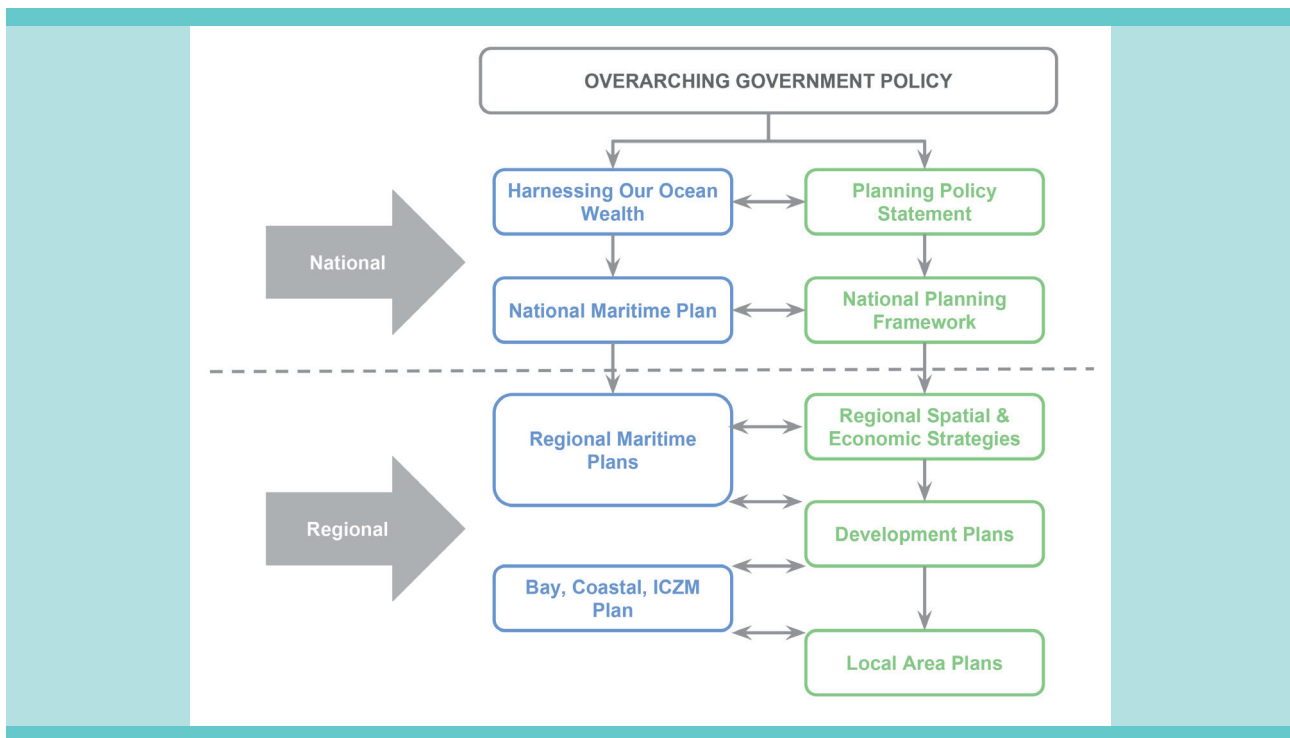 OVERARCHING GOVERNMENT POLICY
Harnessing Our Ocean
Wealth
Planning Policy
Statement
National
National Maritime Plan
National Planning
Framework
Regional Maritime
Plans
Regional Spatial &
Economic Strategies
Regional
Development Plans
Bay, Coastal, ICZM
Plan
Local Area Plans